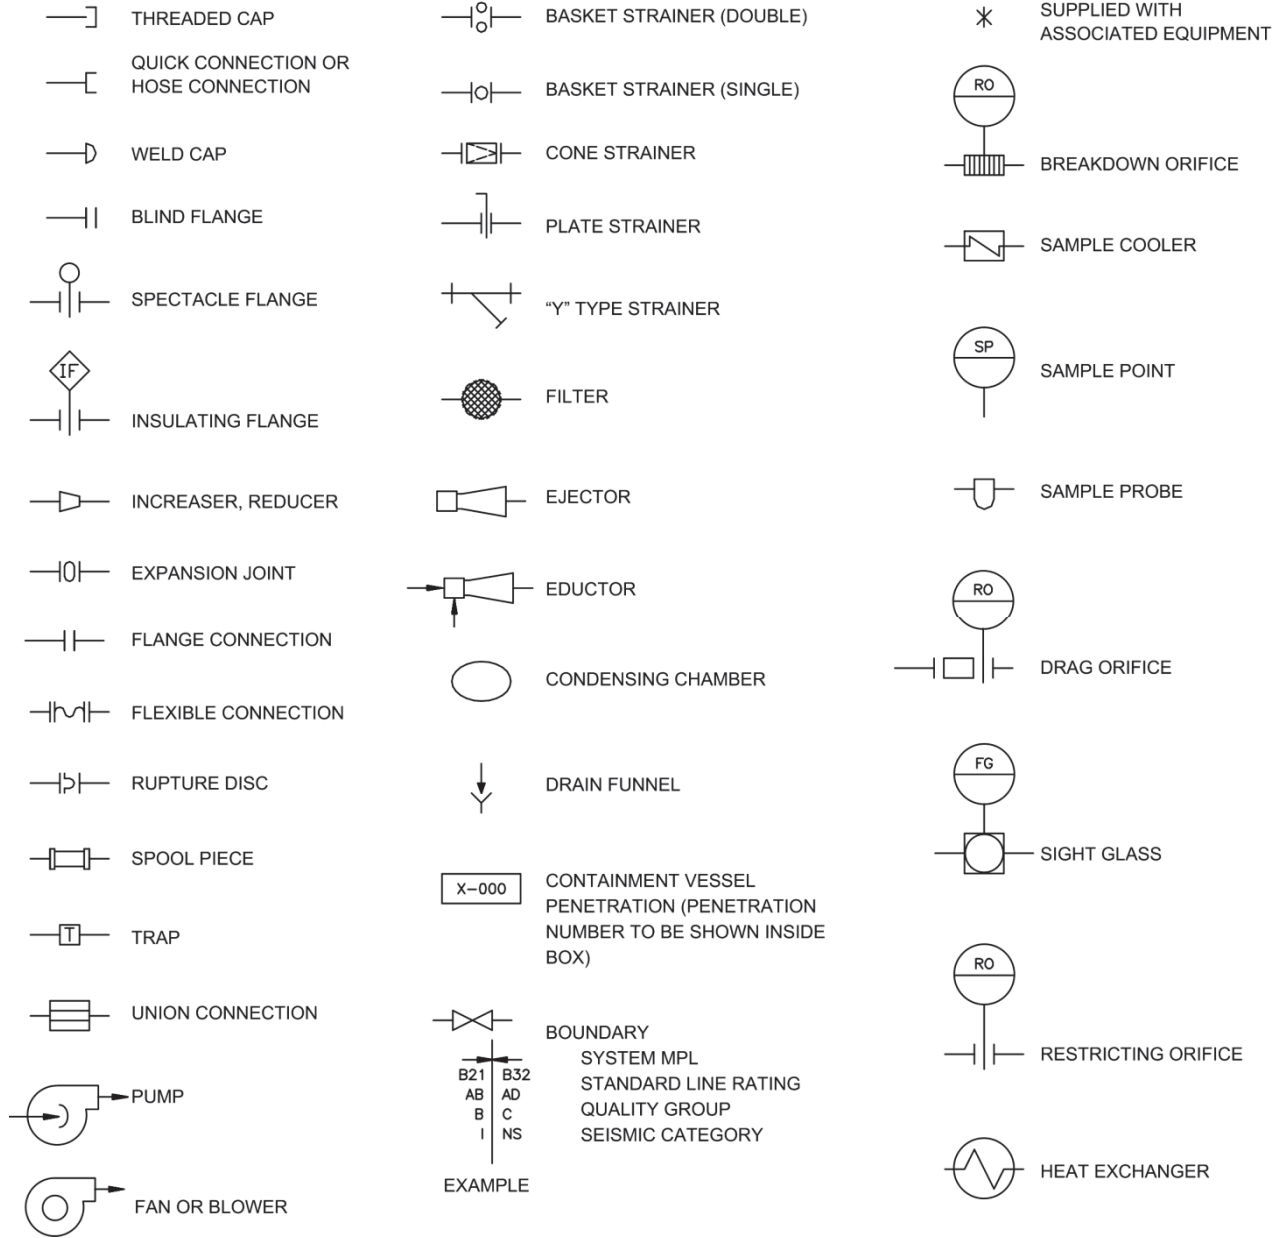 THREADED CAP
QUICK CONNECTION OR
HOSE CONNECTION
WELD CAP
BLIND FLANGE
SPECTACLE FLANGE
IF
INSULATING FLANGE
INCREASER, REDUCER
EXPANSION JOINT
FLANGE CONNECTION
FLEXIBLE CONNECTION
RUPTURE DISC
SPOOL PIECE
T
TRAP
UNION CONNECTION
PUMP
FAN OR BLOWER
BASKET STRAINER (DOUBLE)
BASKET STRAINER (SINGLE)
CONE STRAINER
PLATE STRAINER
“Y” TYPE STRAINER
FILTER
EJECTOR
EDUCTOR
CONDENSING CHAMBER
DRAIN FUNNEL
X-000
CONTAINMENT VESSEL
PENETRATION (PENETRATION
NUMBER TO BE SHOWN INSIDE
BOX)
BOUNDARY
B21 B32 SYSTEM MPL
AB AD STANDARD LINE RATING
B C QUALITY GROUP
I NS SEISMIC CATEGORY
EXAMPLE
SUPPLIED WITH
ASSOCIATED EQUIPMENT
RO
BREAKDOWN ORIFICE
SAMPLE COOLER
SP
SAMPLE POINT
SAMPLE PROBE
RO
DRAG ORIFICE
FG
SIGHT GLASS
RO
RESTRICTING ORIFICE
HEAT EXCHANGER